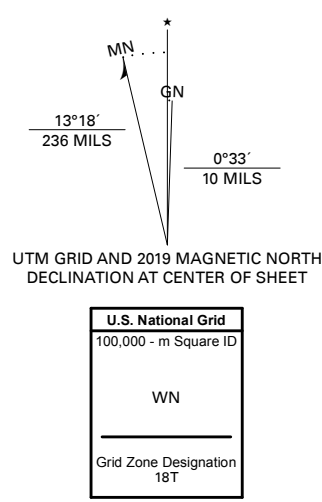 ★
MN
GN
13°18´
236 MILS
0°33´
10 MILS
UTM GRID AND 2019 MAGNETIC NORTH
DECLINATION AT CENTER OF SHEET
U.S. National Grid
100,000 - m Square ID
WN
Grid Zone Designation
18T